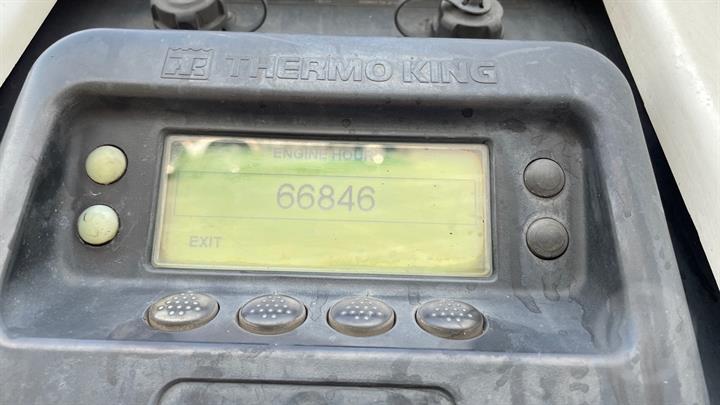 THERMO KING
ENGINE HOURS
66846
EXIT